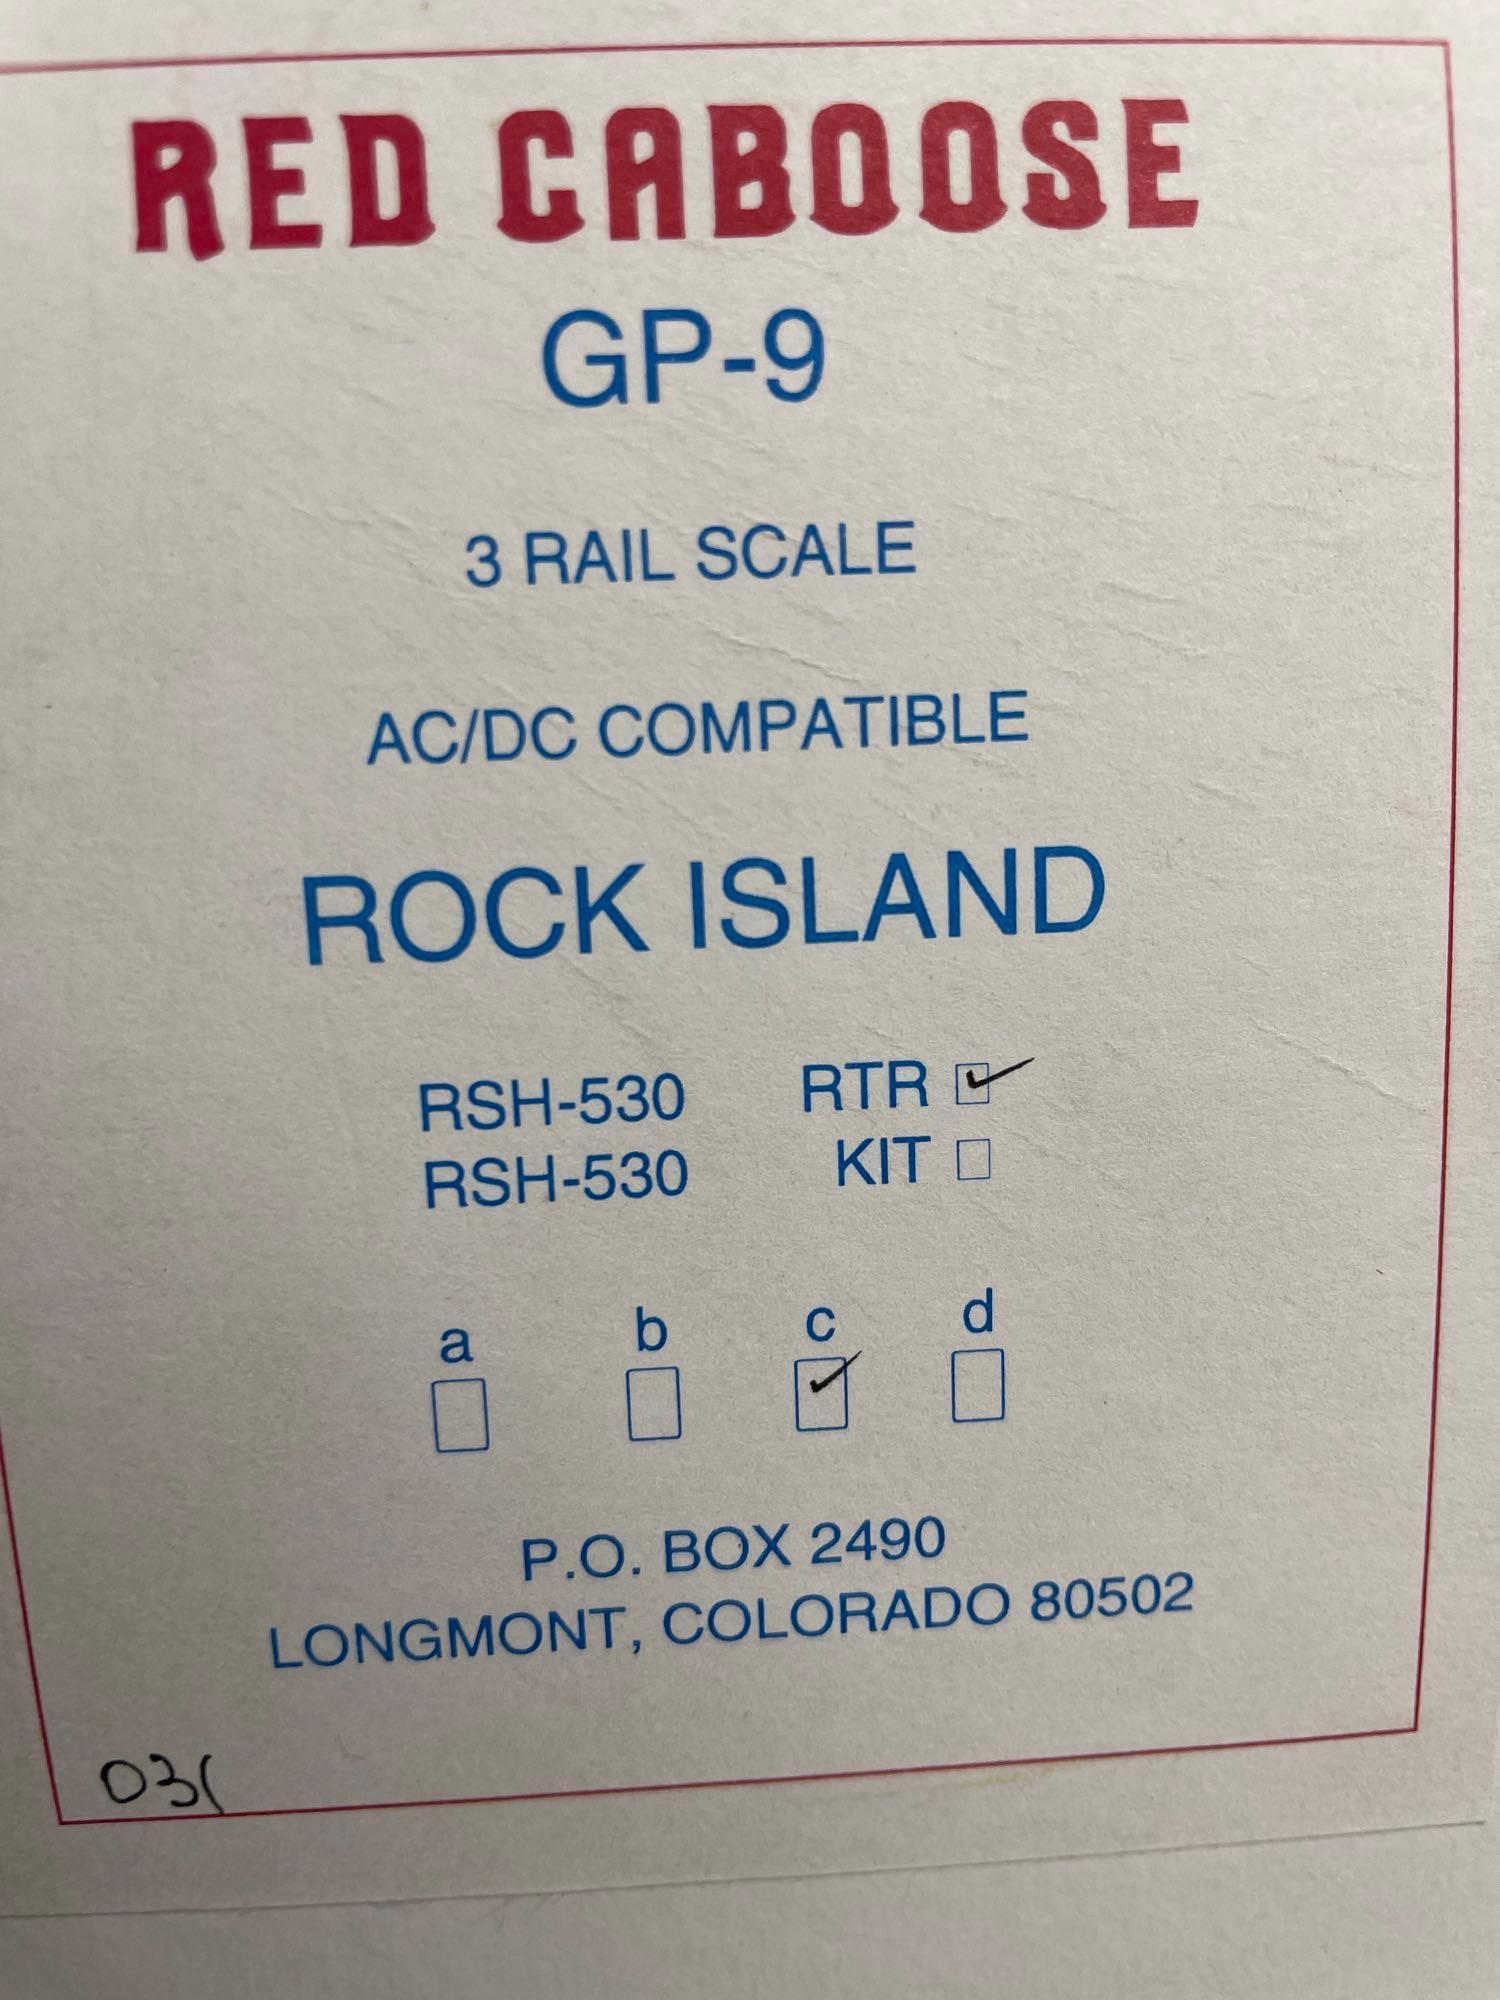 RED CABOOSE
GP-9
3 RAIL SCALE
AC/DC COMPATIBLE
ROCK ISLAND
RSH-530 RTR ☑
RSH-530 KIT ☐
a b c d
☐ ☐ ☑ ☐
P.O. BOX 2490
LONGMONT, COLORADO 80502
031